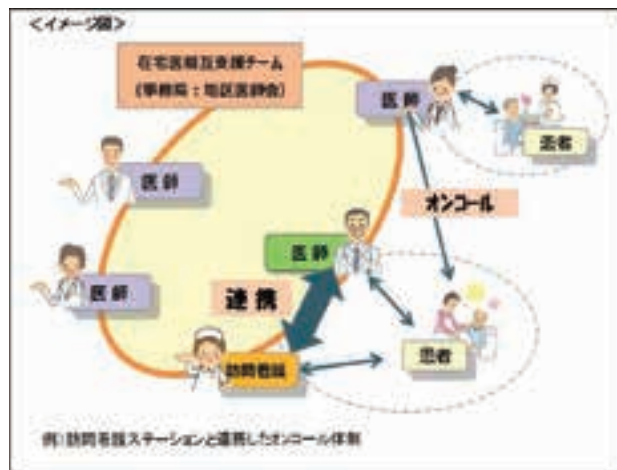 <イメージ図>
在宅医相互支援チーム
(事務局:地区医師会)
医師
患者
医師
オンコール
医師
医師
連携
患者
訪問看護
例)訪問看護ステーションと連携したオンコール体制